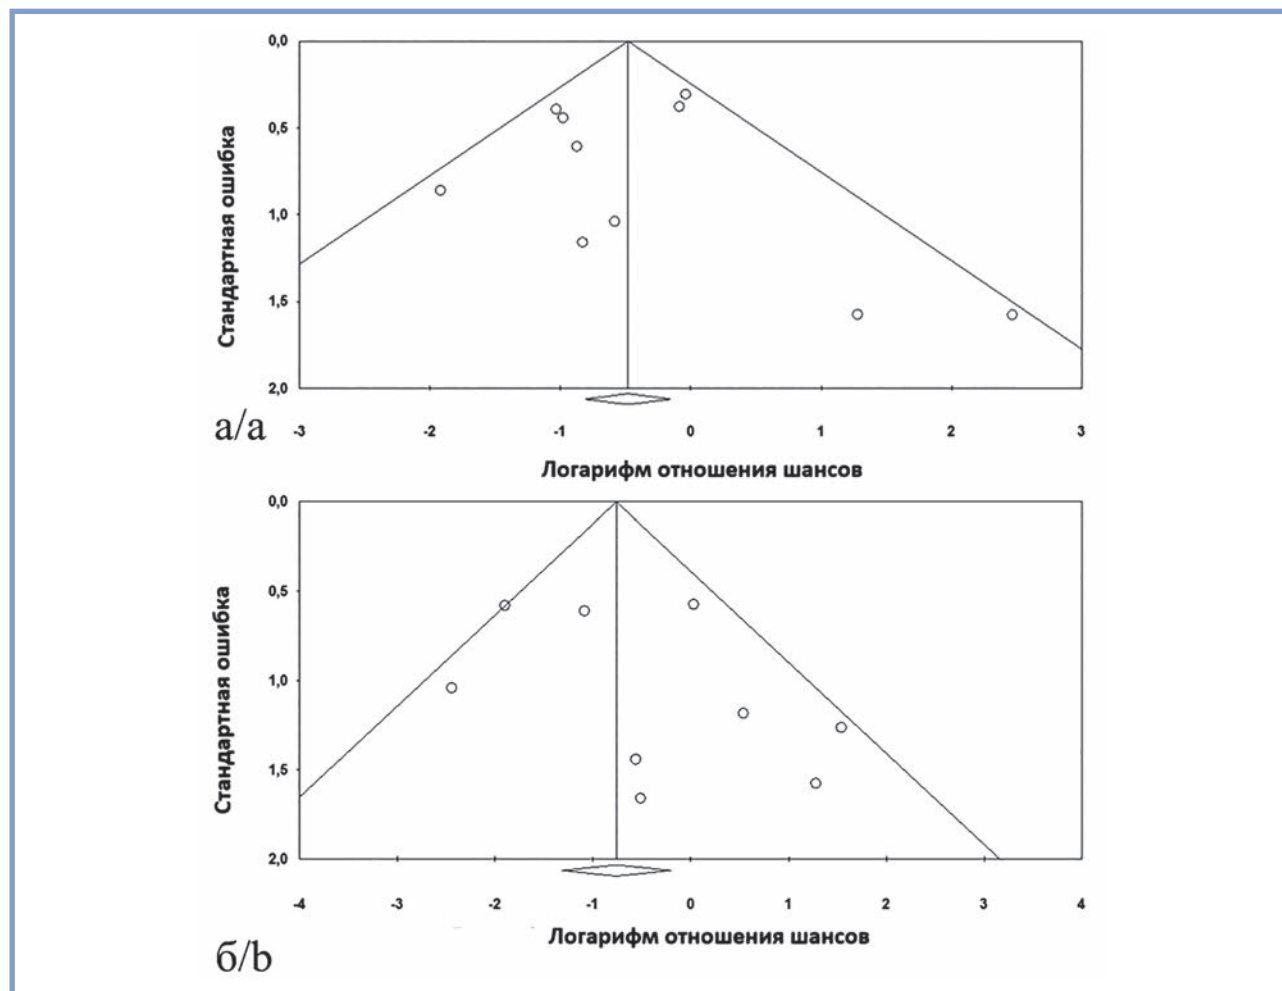 0,0
0,5
1,0
1,5
2,0
Стандартная ошибка
а/a
-3 -2 -1 0 1 2 3
Логарифм отношения шансов
0,0
0,5
1,0
1,5
2,0
Стандартная ошибка
-4 -3 -2 -1 0 1 2 3 4
Логарифм отношения шансов
б/b